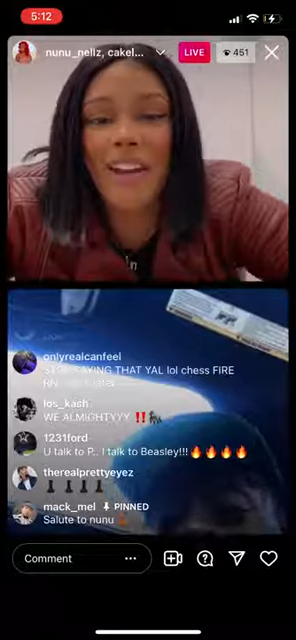 5:12
nunu_nellz, cakel...
LIVE
451
onlyrealcanfeel
SAYING THAT YAL lol chess FIRE
RN
los_kash
WE ALMIGHTYYY ‼️
1231ford
U talk to P.. I talk to Beasley!!!🔥🔥🔥🔥
therealprettyeyez
♟♟♟♟
mack_mel PINNED
Salute to nunu
Comment